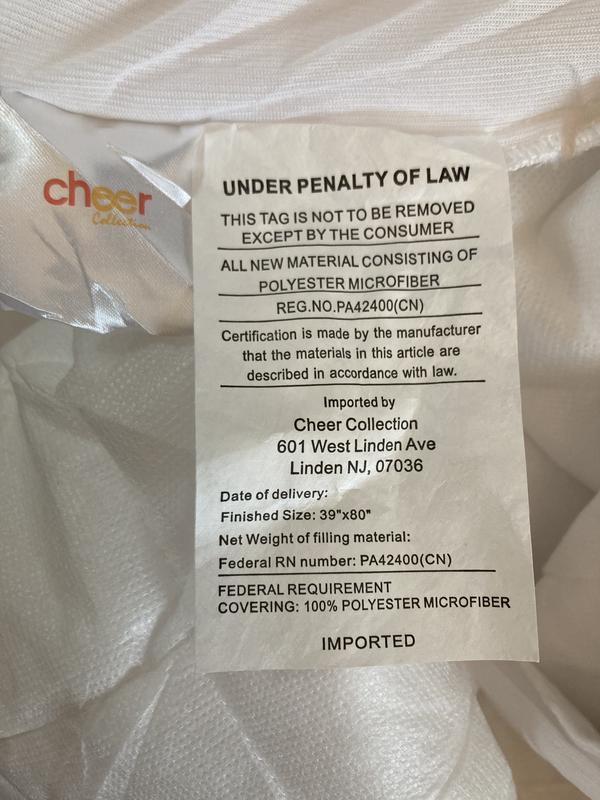 cheer
Collection
UNDER PENALTY OF LAW
THIS TAG IS NOT TO BE REMOVED
EXCEPT BY THE CONSUMER
ALL NEW MATERIAL CONSISTING OF
POLYESTER MICROFIBER
REG.NO.PA42400(CN)
Certification is made by the manufacturer
that the materials in this article are
described in accordance with law.
Imported by
Cheer Collection
601 West Linden Ave
Linden NJ, 07036
Date of delivery:
Finished Size: 39"x80"
Net Weight of filling material:
Federal RN number: PA42400(CN)
FEDERAL REQUIREMENT
COVERING: 100% POLYESTER MICROFIBER
IMPORTED